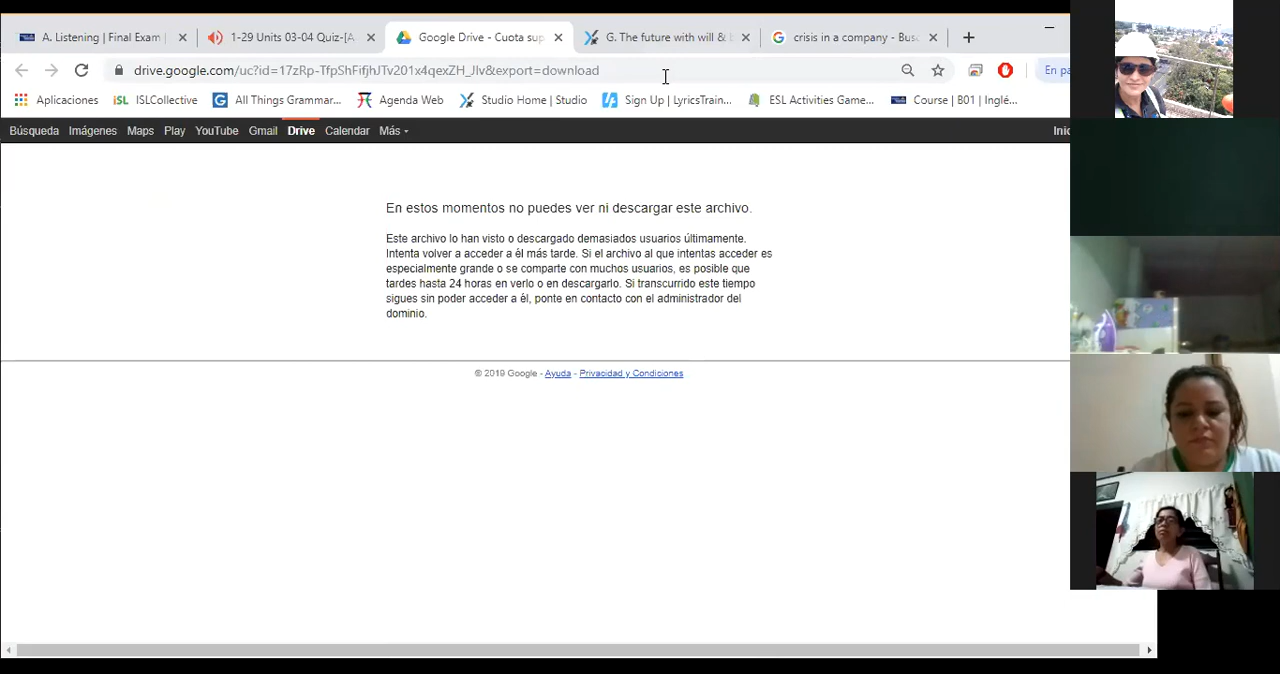 A. Listening | Final Exam
1-29 Units 03-04 Quiz-[A
Google Drive - Cuota sup
G. The future with will & b
crisis in a company - Busc
drive.google.com/uc?id=17zRp-TfpShFifjhJTv201x4qpeZH_JIv&export=download
En pa
Aplicaciones
iSL ISLCollective
All Things Grammar...
Agenda Web
Studio Home | Studio
Sign Up | LyricsTrain...
ESL Activities Game...
Course | B01 | Inglé...
Búsqueda Imágenes Maps Play YouTube Gmail Drive Calendar Más
Inic
En estos momentos no puedes ver ni descargar este archivo.
Este archivo lo han visto o descargado demasiados usuarios últimamente.
Intenta volver a acceder a él más tarde. Si el archivo al que intentas acceder es
especialmente grande o se comparte con muchos usuarios, es posible que
tardes hasta 24 horas en verlo o en descargarlo. Si transcurrido este tiempo
sigues sin poder acceder a él, ponte en contacto con el administrador del
dominio.
© 2019 Google - Ayuda - Privacidad y Condiciones